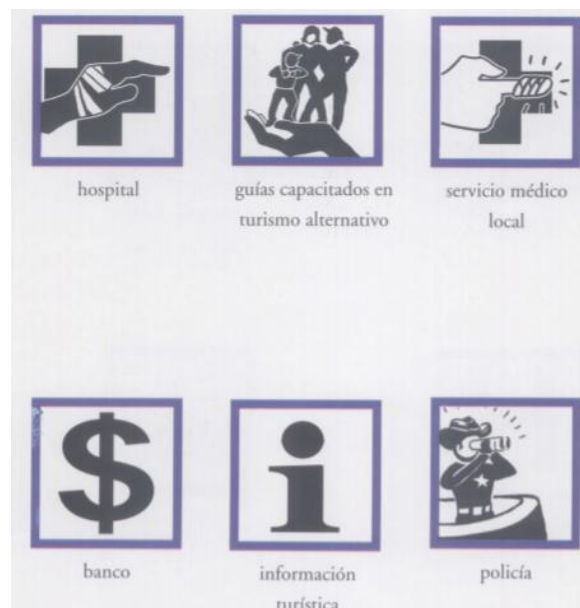 hospital
guías capacitados en
turismo alternativo
servicio médico
local
$
banco
i
información
turística
policía